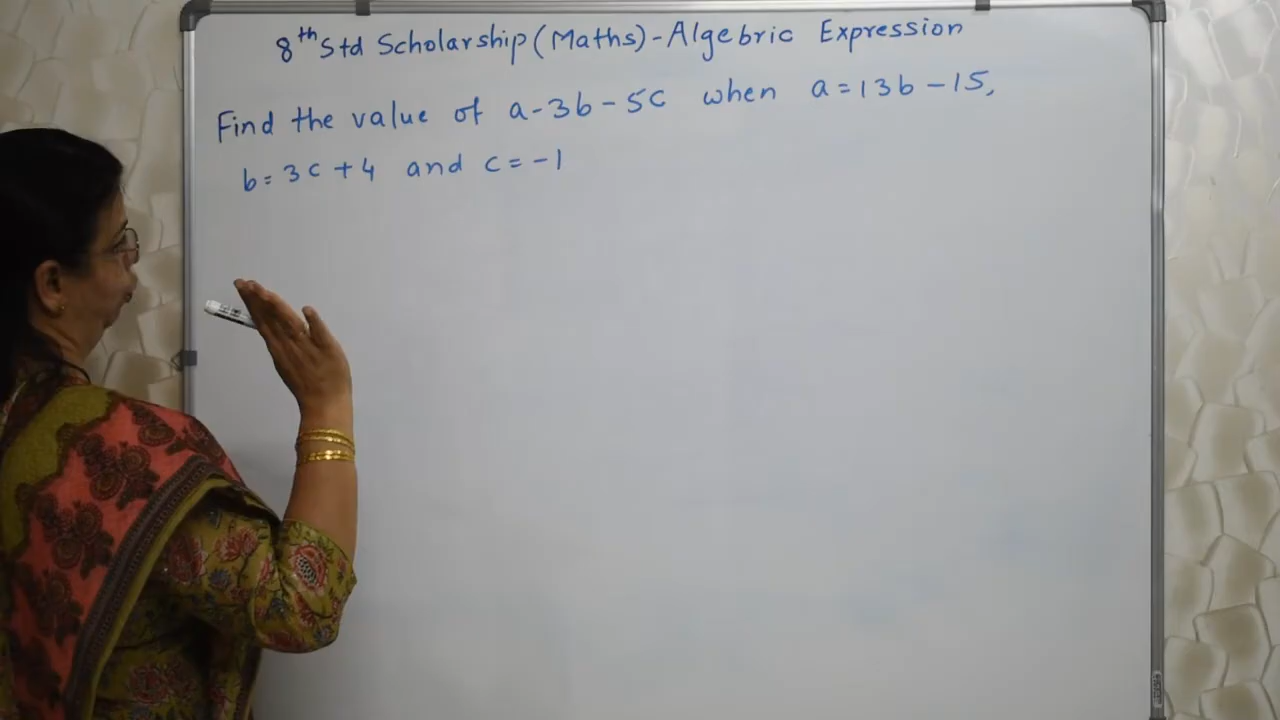 8th Std Scholarship (Maths) - Algebric Expression
Find the value of a-3b-5c when a=13b-15,
b=3c+4 and c=-1